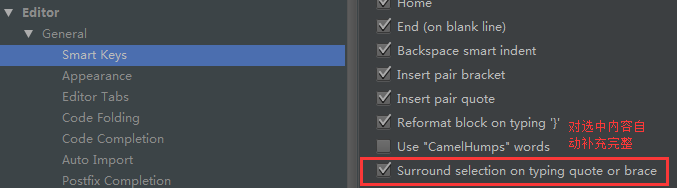 Editor
General
Smart Keys
Appearance
Editor Tabs
Code Folding
Code Completion
Auto Import
Postfix Completion
Home
End (on blank line)
Backspace smart indent
Insert pair bracket
Insert pair quote
Reformat block on typing '}'
Use "CamelHumps" words
对选中内容自
动补充完整
Surround selection on typing quote or brace